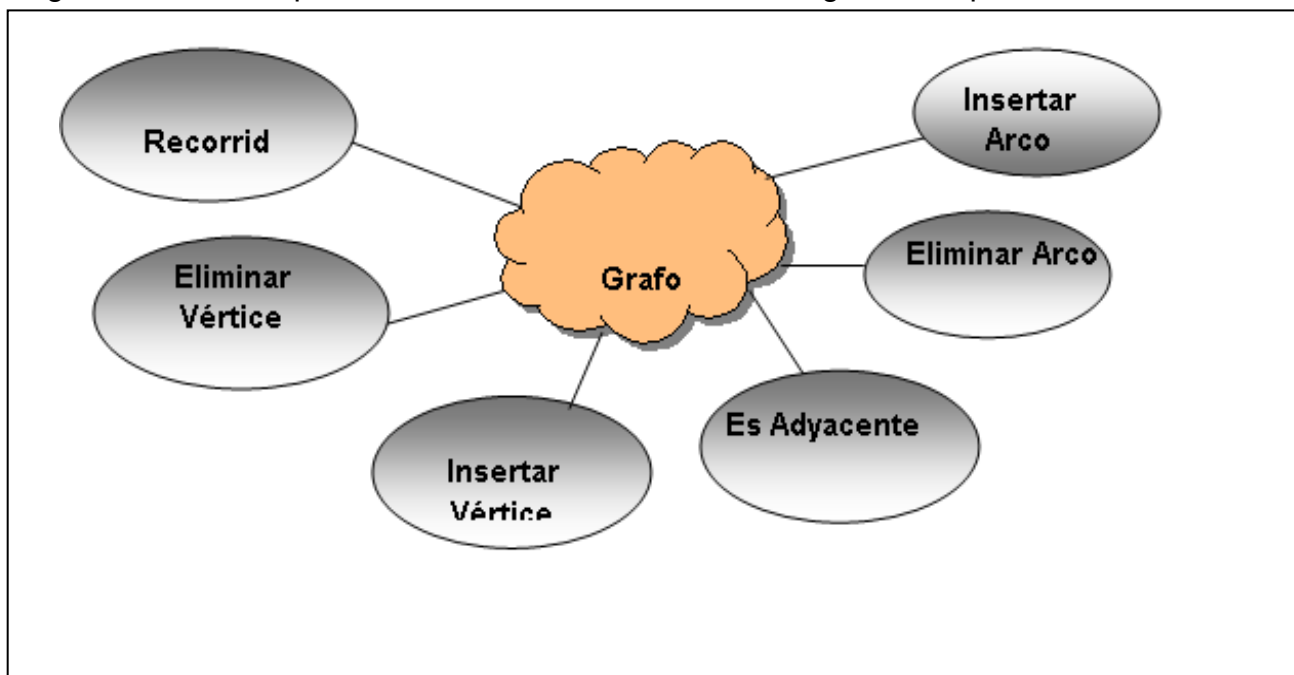 Recorrid
Insertar
Arco
Eliminar
Vértice
Grafo
Eliminar Arco
Insertar
Vértice
Es Adyacente